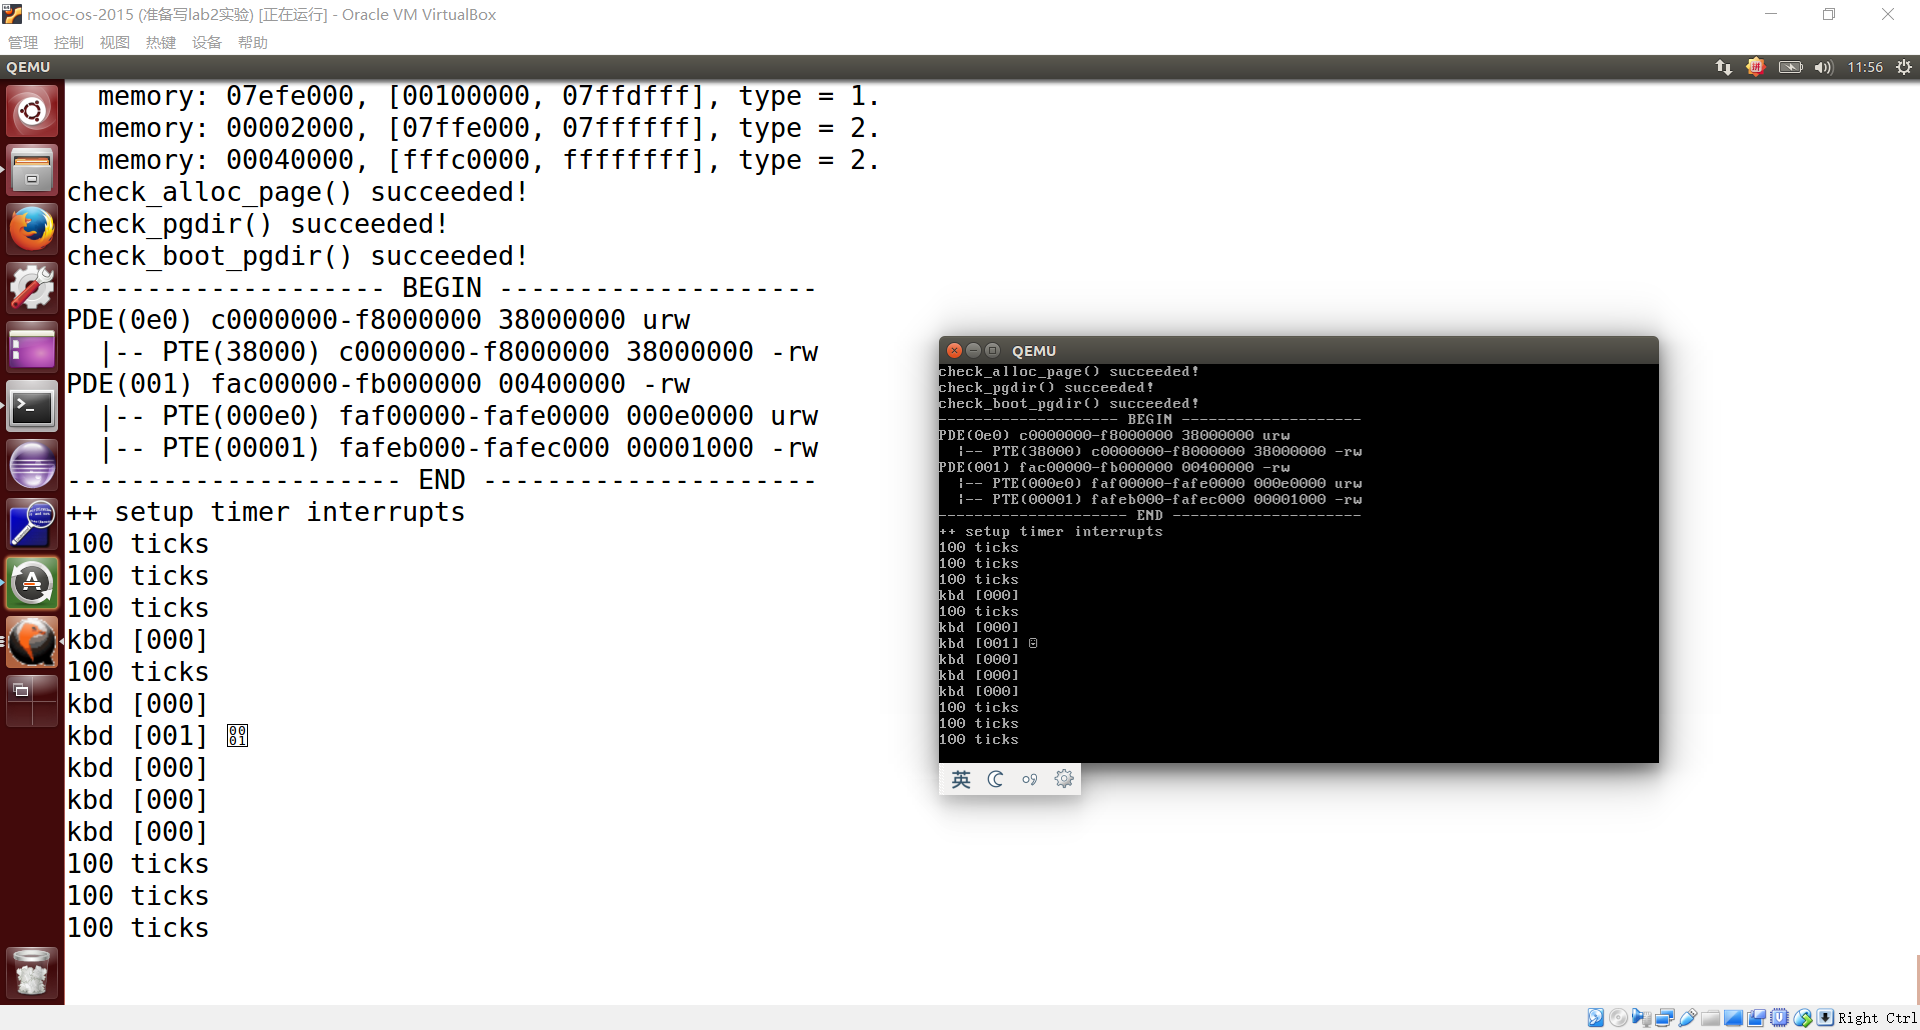 mooc-os-2015 (准备写lab2实验) [正在运行] - Oracle VM VirtualBox
管理 控制 视图 热键 设备 帮助
QEMU
拼
11:56
memory: 07efe000, [00100000, 07ffdfff], type = 1.
memory: 00002000, [07ffe000, 07ffffff], type = 2.
memory: 00040000, [fffc0000, ffffffff], type = 2.
check_alloc_page() succeeded!
check_pgdir() succeeded!
check_boot_pgdir() succeeded!
-------------------- BEGIN --------------------
PDE(0e0) c0000000-f8000000 38000000 urw
|-- PTE(38000) c0000000-f8000000 38000000 -rw
PDE(001) fac00000-fb000000 00400000 -rw
|-- PTE(000e0) faf00000-fafe0000 000e0000 urw
|-- PTE(00001) fafeb000-fafec000 00001000 -rw
--------------------- END ---------------------
++ setup timer interrupts
100 ticks
100 ticks
100 ticks
kbd [000]
100 ticks
kbd [000]
kbd [001]
kbd [000]
kbd [000]
kbd [000]
100 ticks
100 ticks
100 ticks
QEMU
check_alloc_page() succeeded!
check_pgdir() succeeded!
check_boot_pgdir() succeeded!
-------------------- BEGIN --------------------
PDE(0e0) c0000000-f8000000 38000000 urw
|-- PTE(38000) c0000000-f8000000 38000000 -rw
PDE(001) fac00000-fb000000 00400000 -rw
|-- PTE(000e0) faf00000-fafe0000 000e0000 urw
|-- PTE(00001) fafeb000-fafec000 00001000 -rw
--------------------- END ---------------------
++ setup timer interrupts
100 ticks
100 ticks
100 ticks
kbd [000]
100 ticks
kbd [000]
kbd [001]
kbd [000]
kbd [000]
kbd [000]
100 ticks
100 ticks
100 ticks
英
Right Ctrl